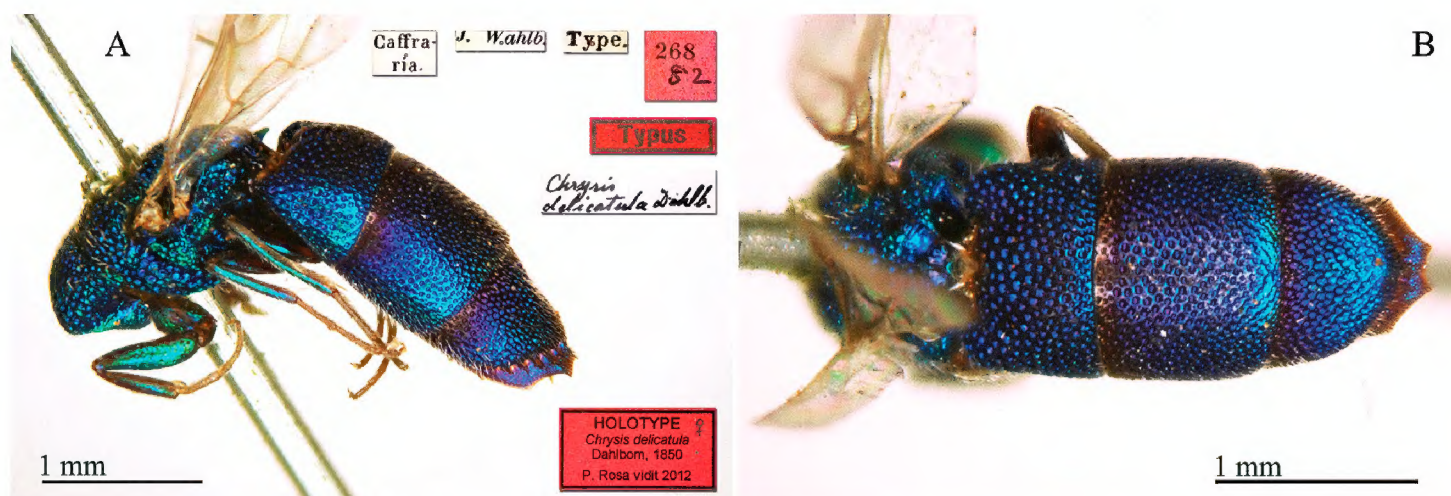 A
Caffra-
ria.
J. Wahlb.
Type.
268
82
Typus
Chrysis
delicatula Dahlb.
HOLOTYPE ♀
Chrysis delicatula
Dahlbom, 1850
P. Rosa vidit 2012
1 mm
B
1 mm